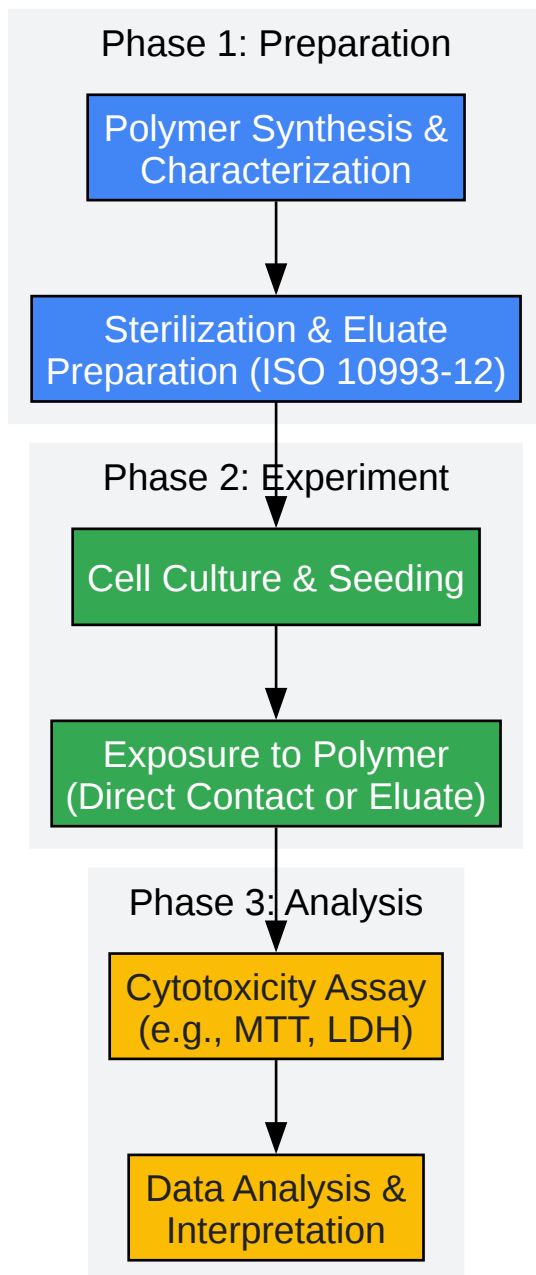 Phase 1: Preparation
Polymer Synthesis &
Characterization
Sterilization & Eluate
Preparation (ISO 10993-12)
Phase 2: Experiment
Cell Culture & Seeding
Exposure to Polymer
(Direct Contact or Eluate)
Phase 3: Analysis
Cytotoxicity Assay
(e.g., MTT, LDH)
Data Analysis &
Interpretation